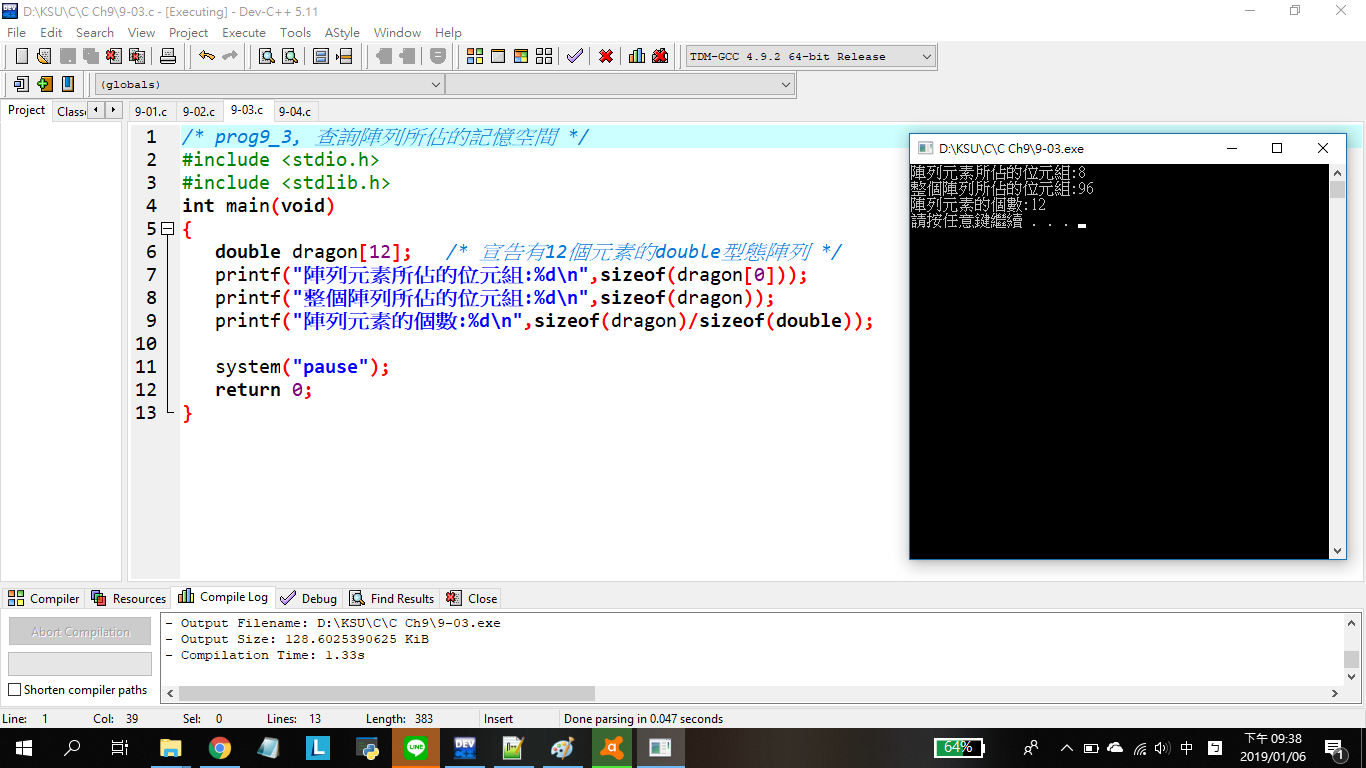 D:\KSU\C\C Ch9\9-03.c - [Executing] - Dev-C++ 5.11
File Edit Search View Project Execute Tools AStyle Window Help
TDM-GCC 4.9.2 64-bit Release
(globals)
Project Classe 9-01.c 9-02.c 9-03.c 9-04.c
1 /* prog9_3, 查詢陣列所佔的記憶空間 */
2 #include <stdio.h>
3 #include <stdlib.h>
4 int main(void)
5 {
6 double dragon[12]; /* 宣告有12個元素的double型態陣列 */
7 printf("陣列元素所佔的位元組:%d\n",sizeof(dragon[0]));
8 printf("整個陣列所佔的位元組:%d\n",sizeof(dragon));
9 printf("陣列元素的個數:%d\n",sizeof(dragon)/sizeof(double));
10
11 system("pause");
12 return 0;
13 }
D:\KSU\C\C Ch9\9-03.exe
陣列元素所佔的位元組:8
整個陣列所佔的位元組:96
陣列元素的個數:12
請按任意鍵繼續 . . .
Compiler Resources Compile Log Debug Find Results Close
Abort Compilation
Shorten compiler paths
- Output Filename: D:\KSU\C\C Ch9\9-03.exe
- Output Size: 128.6025390625 KiB
- Compilation Time: 1.33s
Line: 1 Col: 39 Sel: 0 Lines: 13 Length: 383 Insert Done parsing in 0.047 seconds
LINE DEV L 64% 中 ㄅ 下午 09:38
2019/01/06 1